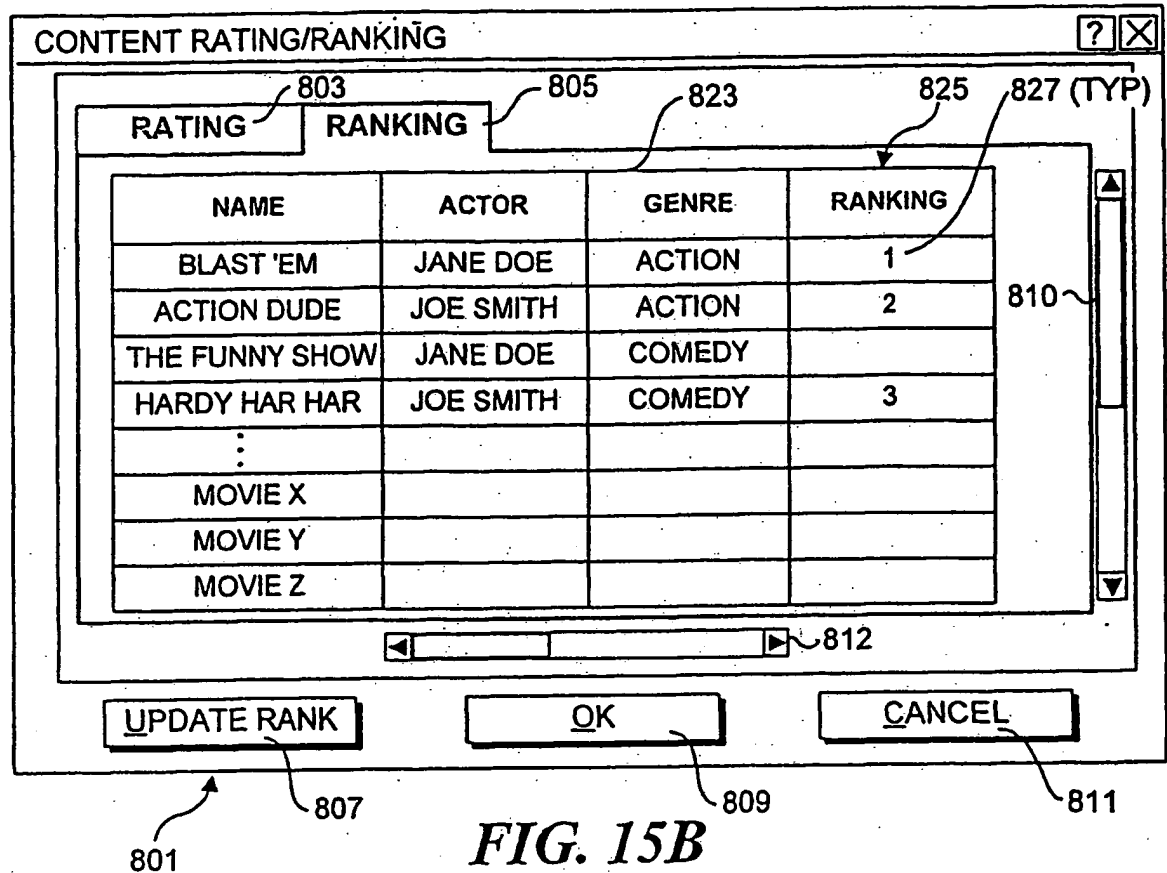 CONTENT RATING/RANKING ?
803 805 823 825 827 (TYP)
RATING RANKING
NAME ACTOR GENRE RANKING
BLAST 'EM JANE DOE ACTION 1
ACTION DUDE JOE SMITH ACTION 2
810
THE FUNNY SHOW JANE DOE COMEDY
HARDY HAR HAR JOE SMITH COMEDY 3
MOVIE X
MOVIE Y
MOVIE Z
812
UPDATE RANK OK CANCEL
807 809 811
801
FIG. 15B